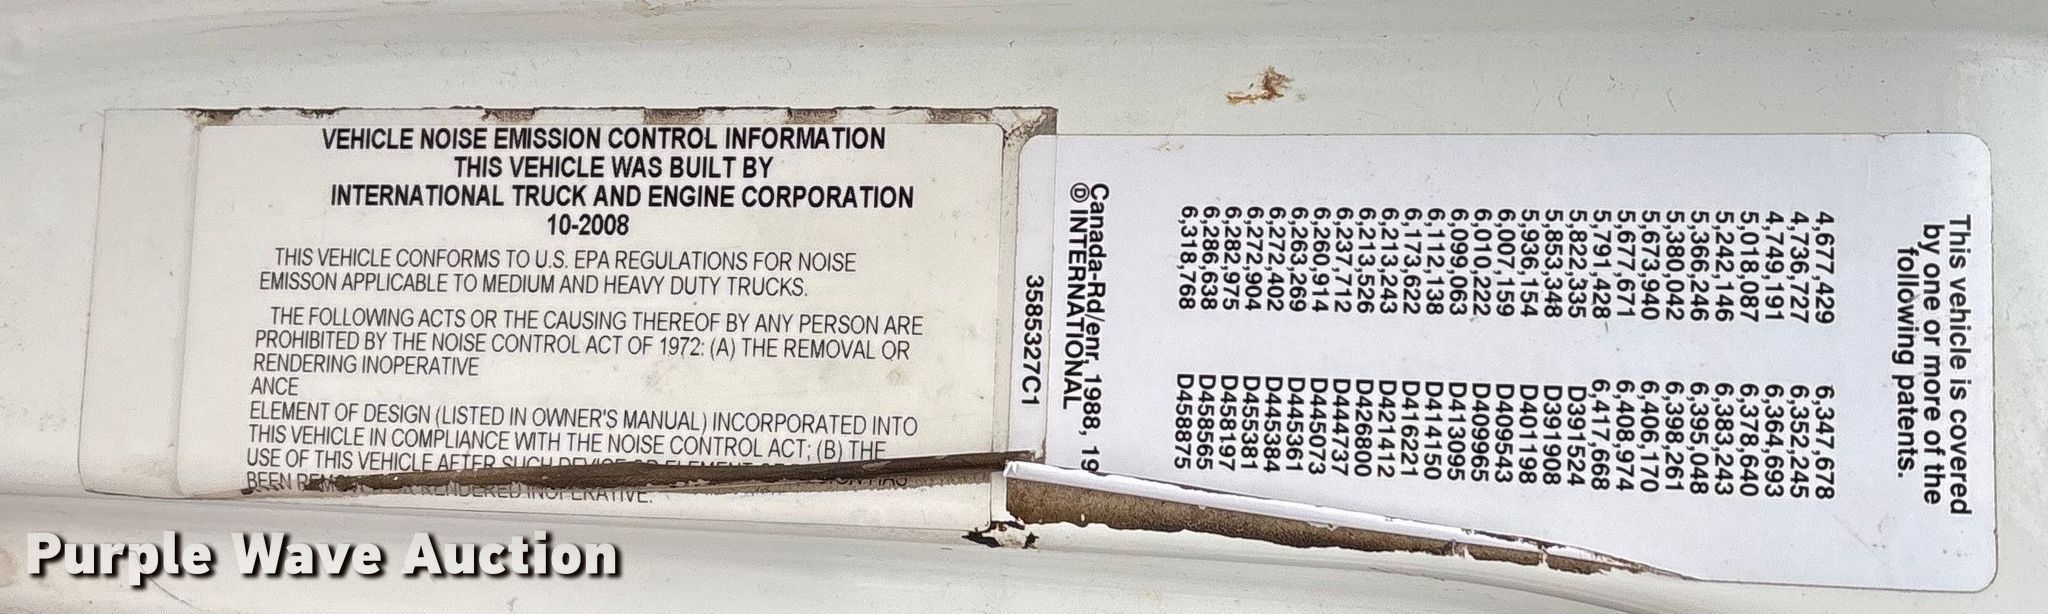 VEHICLE NOISE EMISSION CONTROL INFORMATION
THIS VEHICLE WAS BUILT BY
INTERNATIONAL TRUCK AND ENGINE CORPORATION
10-2008
THIS VEHICLE CONFORMS TO U.S. EPA REGULATIONS FOR NOISE
EMISSON APPLICABLE TO MEDIUM AND HEAVY DUTY TRUCKS.
THE FOLLOWING ACTS OR THE CAUSING THEREOF BY ANY PERSON ARE
PROHIBITED BY THE NOISE CONTROL ACT OF 1972: (A) THE REMOVAL OR
RENDERING INOPERATIVE
ANCE
ELEMENT OF DESIGN (LISTED IN OWNER'S MANUAL) INCORPORATED INTO
THIS VEHICLE IN COMPLIANCE WITH THE NOISE CONTROL ACT; (B) THE
USE OF THIS VEHICLE AFTER SUCH
BEEN RENDERED INOPERATIVE.
This vehicle is covered
by one or more of the
following patents.
4,677,429 6,347,678
4,736,727 6,352,245
4,749,191 6,364,693
5,018,087 6,378,640
5,242,146 6,383,243
5,366,246 6,395,048
5,380,042 6,398,261
5,673,940 6,406,170
5,677,671 6,408,974
5,791,428 6,417,668
5,822,335 D391524
5,853,348 D391908
5,936,154 D401198
6,007,159 D409543
6,010,222 D409965
6,099,063 D413095
6,112,138 D414150
6,173,622 D416221
6,213,243 D421412
6,213,526 D426800
6,237,712 D444737
6,260,914 D445073
6,263,269 D445361
6,272,402 D445384
6,272,904 D455381
6,282,975 D458197
6,286,638 D458565
6,318,768 D458875
Canada-Rd/enr, 1988, 19
Ⓓ INTERNATIONAL
3585327C1
Purple Wave Auction